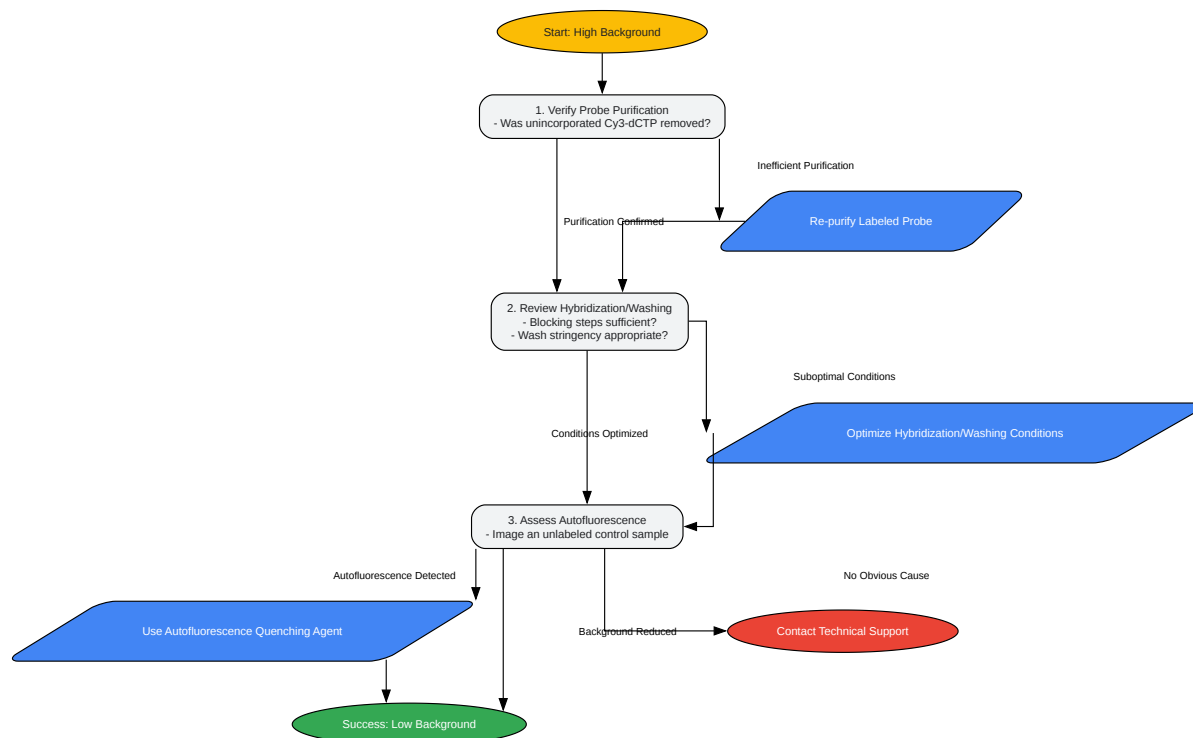 Start: High Background
1. Verify Probe Purification
- Was unincorporated Cy3-dCTP removed?
Inefficient Purification
Purification Confirmed
Re-purify Labeled Probe
2. Review Hybridization/Washing
- Blocking steps sufficient?
- Wash stringency appropriate?
Suboptimal Conditions
Conditions Optimized
Optimize Hybridization/Washing Conditions
3. Assess Autofluorescence
- Image an unlabeled control sample
Autofluorescence Detected
No Obvious Cause
Use Autofluorescence Quenching Agent
Background Reduced
Contact Technical Support
Success: Low Background